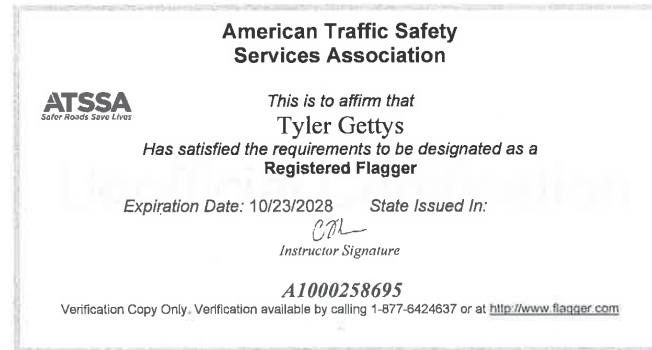 American Traffic Safety
Services Association
ATSSA
Safer Roads Save Lives
This is to affirm that
Tyler Gettys
Has satisfied the requirements to be designated as a
Registered Flagger
Expiration Date: 10/23/2028 State Issued In:
Instructor Signature
A1000258695
Verification Copy Only. Verification available by calling 1-877-6424637 or at http://www.flagger.com